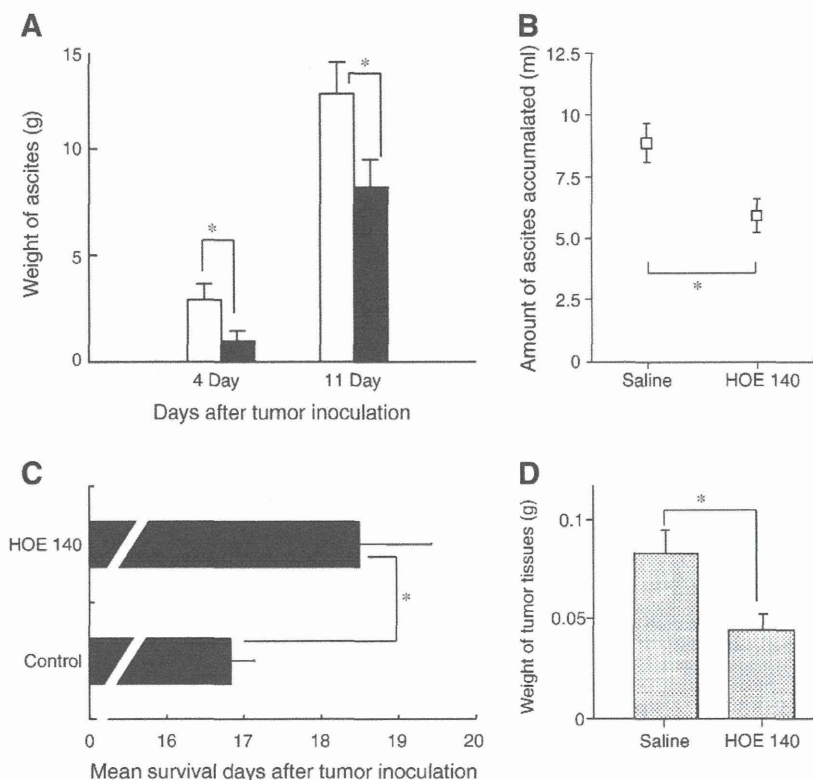 A
Weight of ascites (g)
15
10
5
0
*
*
4 Day
11 Day
Days after tumor inoculation
B
Amount of ascites accumalated (ml)
12.5
10
7.5
5.0
2.5
0
*
Saline
HOE 140
C
HOE 140
Control
*
0
16
17
18
19
20
Mean survival days after tumor inoculation
D
Weight of tumor tissues (g)
0.1
0.05
0
*
Saline
HOE 140